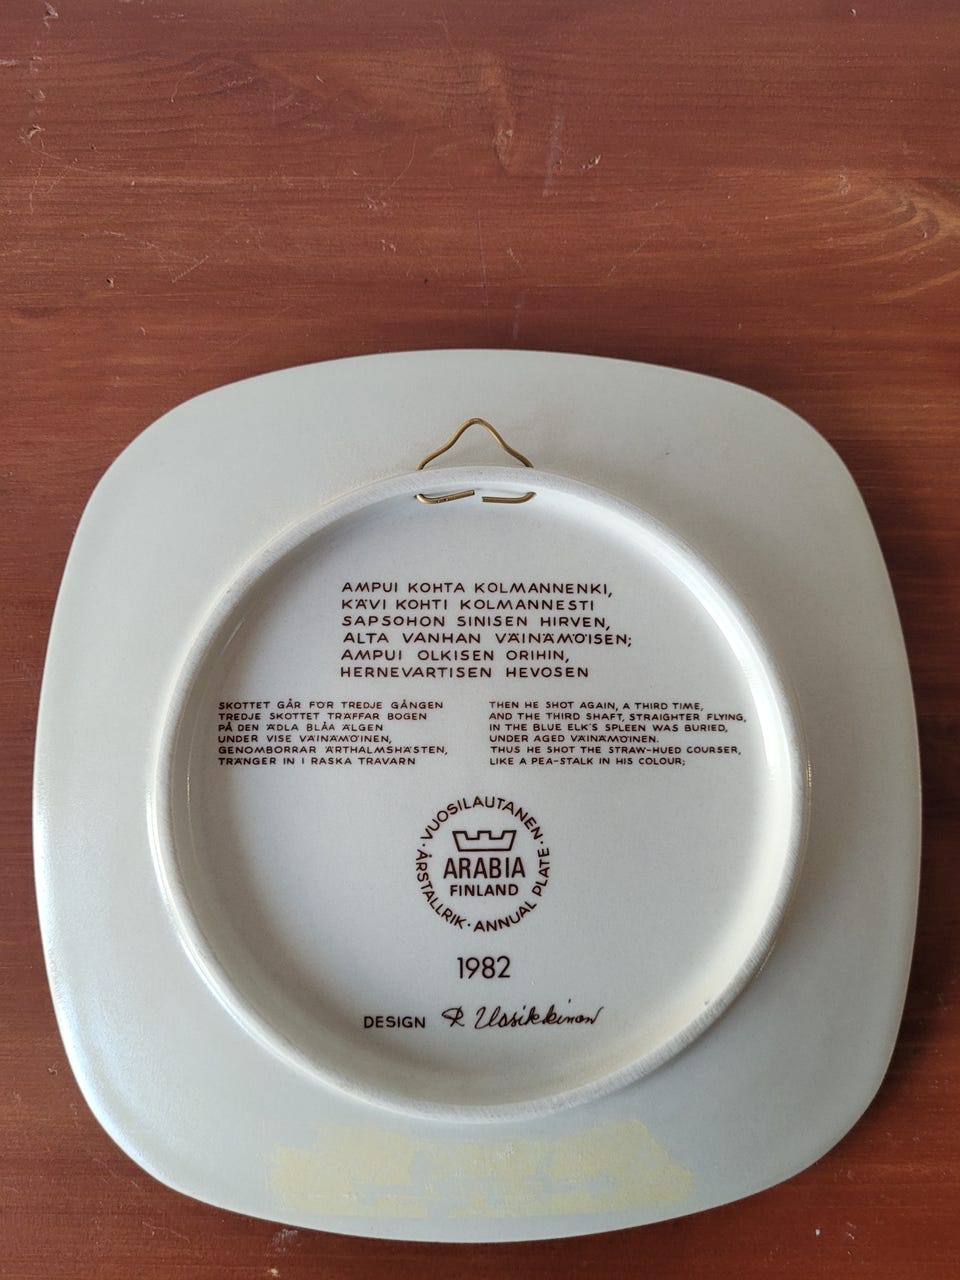 AMPUI KOHTA KOLMANNENKI,
KÄVI KOHTI KOLMANNESTI
SAPSOHON SINISEN HIRVEN,
ALTA VANHAN VÄINÄMÖISEN;
AMPUI OLKISEN ORIHIN,
HERNEVARTISEN HEVOSEN
SKOTTET GÅR FÖR TREDJE GÅNGEN
TREDJE SKOTTET TRÄFFAR BOGEN
PÅ DEN ÄDLA BLÅA ÄLGEN
UNDER VISE VÄINÄMÖINEN,
GENOMBORRAR ÄRTHALMSHÄSTEN,
TRÄNGER IN I RASKA TRAVARN
THEN HE SHOT AGAIN, A THIRD TIME,
AND THE THIRD SHAFT, STRAIGHTER FLYING,
IN THE BLUE ELK'S SPLEEN WAS BURIED,
UNDER AGED VÄINÄMÖINEN.
THUS HE SHOT THE STRAW-HUED COURSER,
LIKE A PEA-STALK IN HIS COLOUR;
· VUOSILAUTANEN ·
ARABIA
FINLAND
ÅRSTALLRIK · ANNUAL PLATE
1982
DESIGN R. Uosikkinen